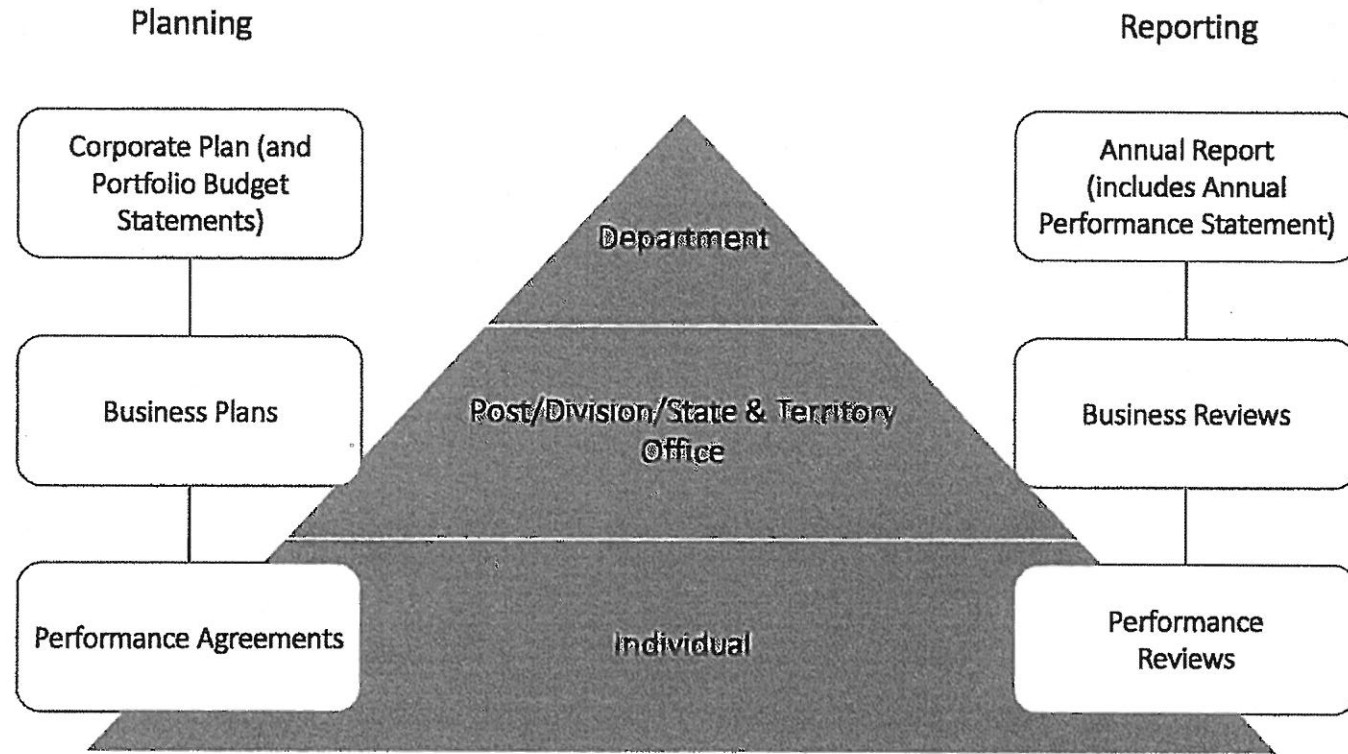 Planning
Reporting
Corporate Plan (and
Portfolio Budget
Statements)
Department
Annual Report
(includes Annual
Performance Statement)
Business Plans
Post/Division/State & Territory
Office
Business Reviews
Performance Agreements
Individual
Performance
Reviews